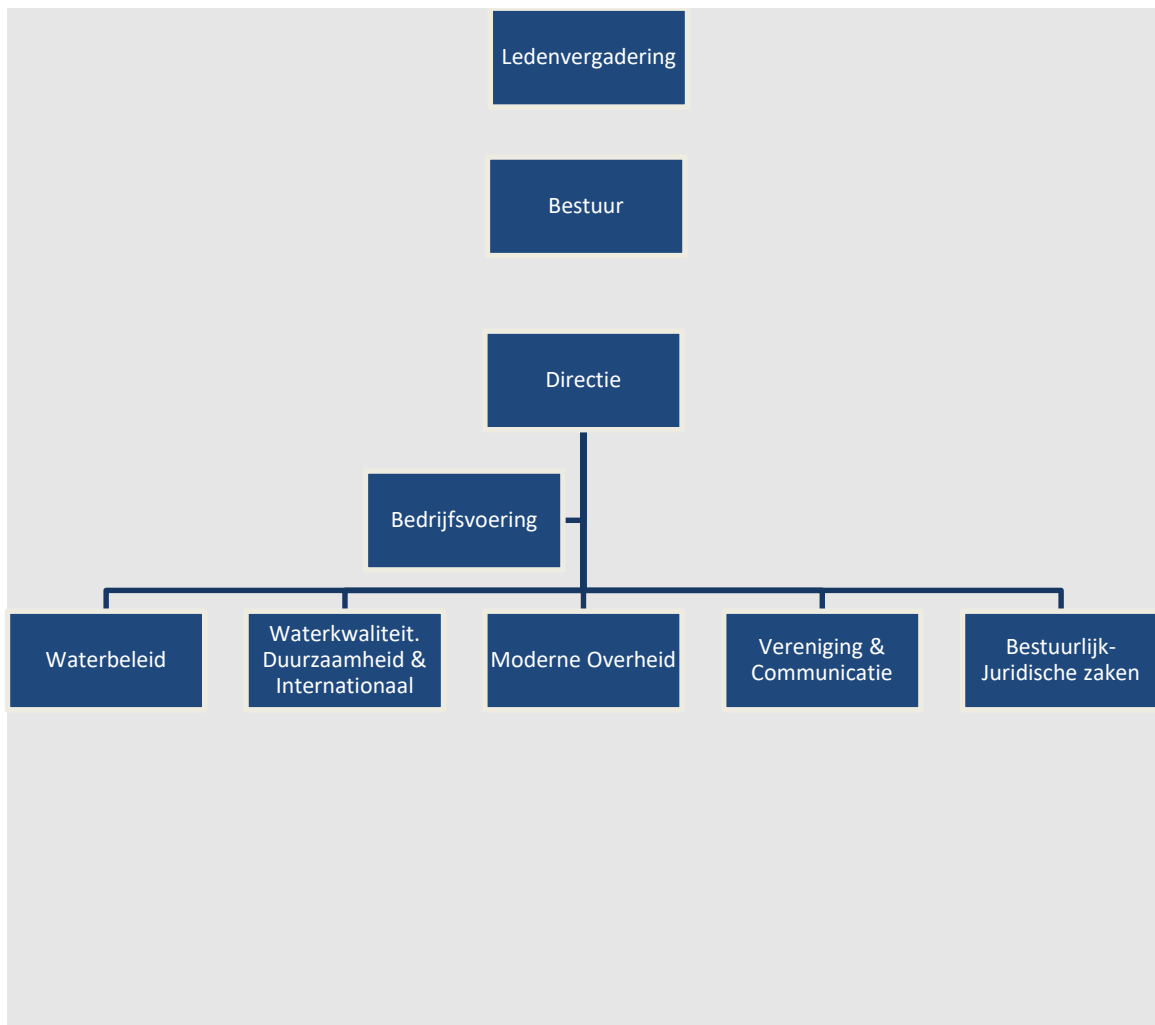 Ledenvergadering
Bestuur
Directie
Bedrijfsvoering
Waterbeleid
Waterkwaliteit.
Duurzaamheid &
Internationaal
Moderne Overheid
Vereniging &
Communicatie
Bestuurlijk-
Juridische zaken